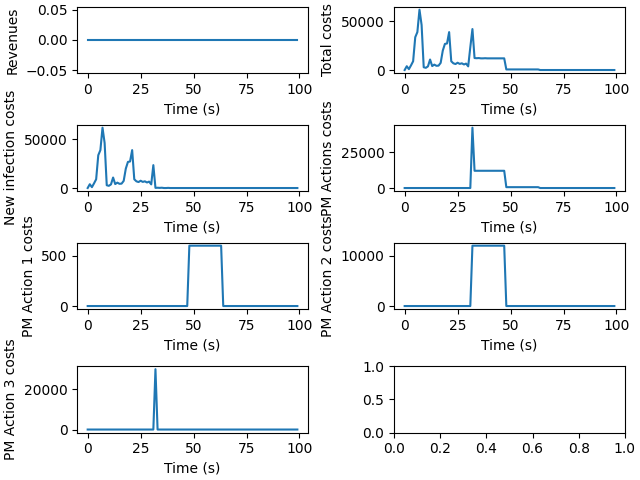 Revenues
0.05
0.00
−0.05
0 25 50 75 100
Time (s)
Total costs
50000
0
0 25 50 75 100
Time (s)
New infection costs
50000
0
0 25 50 75 100
Time (s)
PM Actions costs
25000
0
0 25 50 75 100
Time (s)
PM Action 1 costs
500
0
0 25 50 75 100
Time (s)
PM Action 2 costs
10000
0
0 25 50 75 100
Time (s)
PM Action 3 costs
20000
0
0 25 50 75 100
Time (s)
1.0
0.5
0.0
0.0 0.2 0.4 0.6 0.8 1.0